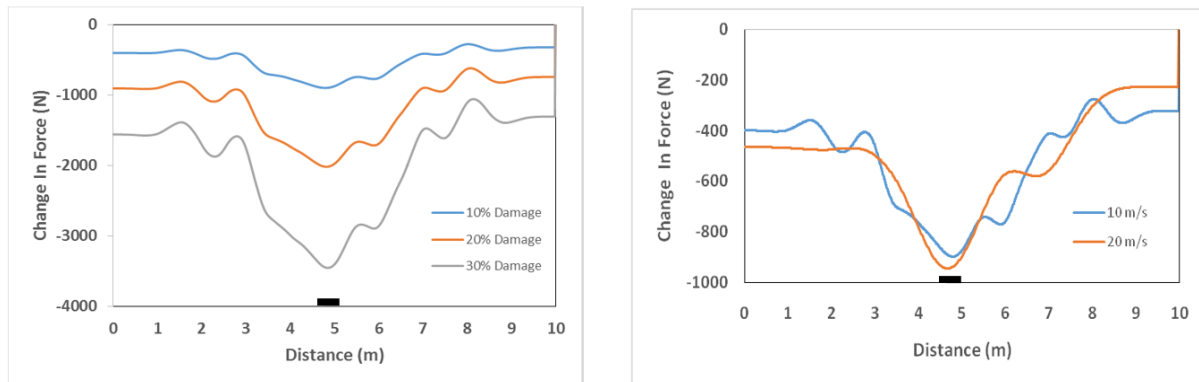 0
-1000
-2000
-3000
-4000
Change In Force (N)
10% Damage
20% Damage
30% Damage
0 1 2 3 4 5 6 7 8 9 10
Distance (m)
0
-200
-400
-600
-800
-1000
Change In Force (N)
10 m/s
20 m/s
0 1 2 3 4 5 6 7 8 9 10
Distance (m)